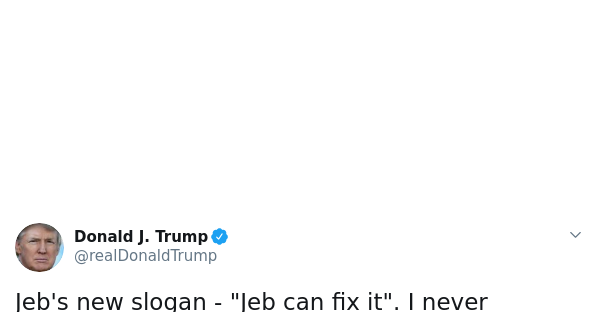 Donald J. Trump
@realDonaldTrump
Jeb's new slogan - "Jeb can fix it". I never